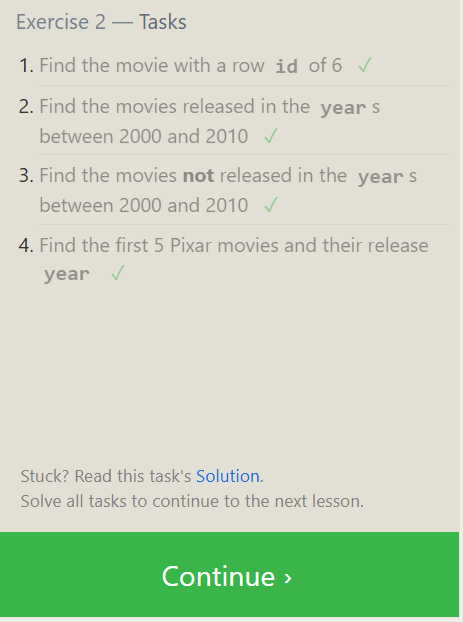 Exercise 2 — Tasks
1. Find the movie with a row id of 6 ✓
2. Find the movies released in the year s
between 2000 and 2010 ✓
3. Find the movies not released in the year s
between 2000 and 2010 ✓
4. Find the first 5 Pixar movies and their release
year ✓
Stuck? Read this task's Solution.
Solve all tasks to continue to the next lesson.
Continue ›